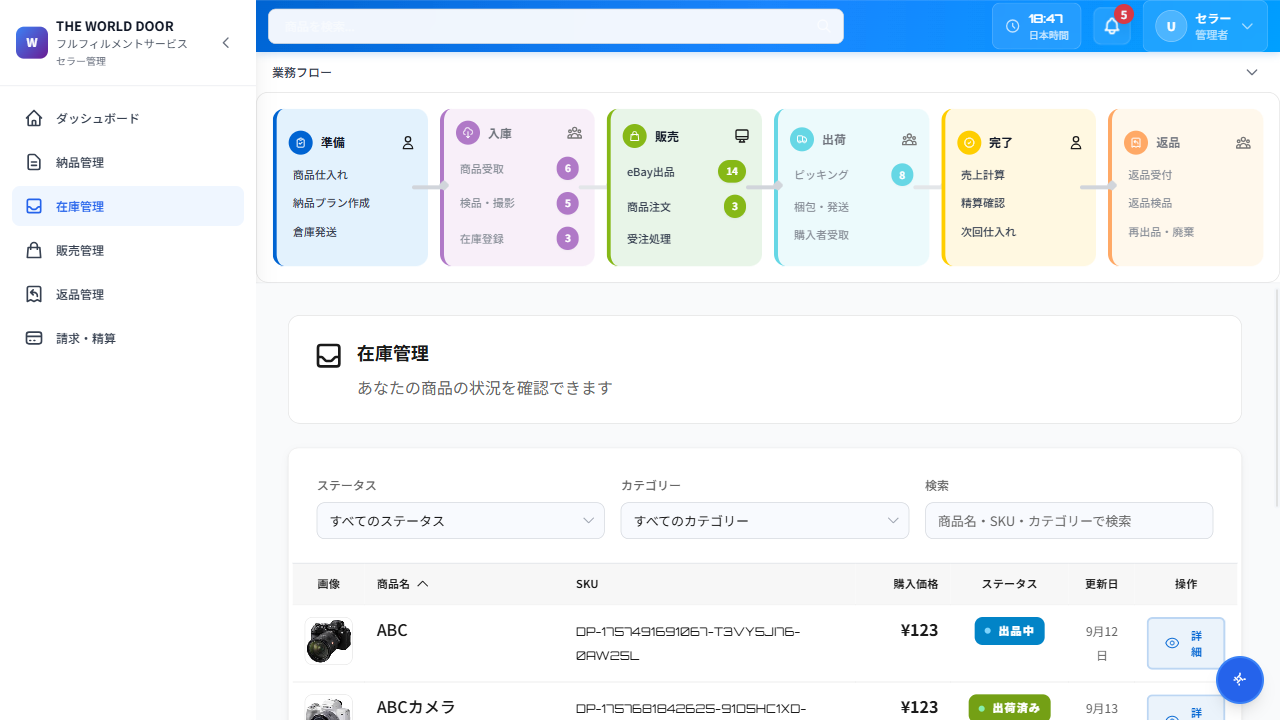 W
THE WORLD DOOR
フルフィルメントサービス
セラー管理
ダッシュボード
納品管理
在庫管理
販売管理
返品管理
請求・精算
商品を検索...
18:47
日本時間
5
U
セラー
管理者
業務フロー
準備
商品仕入れ
納品プラン作成
倉庫発送
入庫
商品受取 6
検品・撮影 5
在庫登録 3
販売
eBay出品 14
商品注文 3
受注処理
出荷
ピッキング 8
梱包・発送
購入者受取
完了
売上計算
精算確認
次回仕入れ
返品
返品受付
返品検品
再出品・廃棄
在庫管理
あなたの商品の状況を確認できます
ステータス カテゴリー 検索
すべてのステータス すべてのカテゴリー 商品名・SKU・カテゴリーで検索
画像 商品名 SKU 購入価格 ステータス 更新日 操作
ABC
DP-1757491691067-T3VY5J176-
0AW25L
¥123
出品中
9月12
日
詳
細
ABCカメラ
DP-1757681842625-9105HC1XO-
¥123
出荷済み
9月13
詳